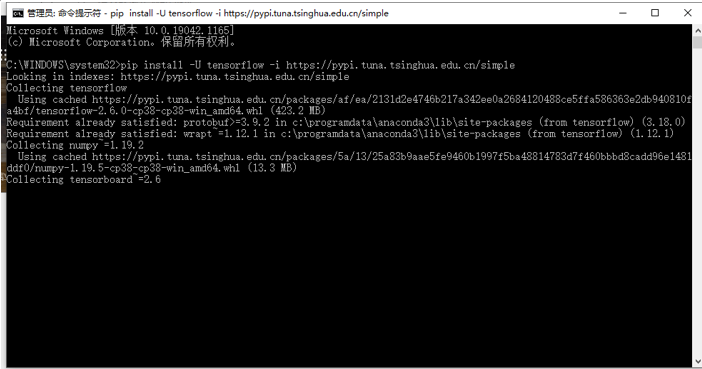 管理员: 命令提示符 - pip install -U tensorflow -i https://pypi.tuna.tsinghua.edu.cn/simple
Microsoft Windows [版本 10.0.19042.1165]
(c) Microsoft Corporation。保留所有权利。
C:\WINDOWS\system32>pip install -U tensorflow -i https://pypi.tuna.tsinghua.edu.cn/simple
Looking in indexes: https://pypi.tuna.tsinghua.edu.cn/simple
Collecting tensorflow
Using cached https://pypi.tuna.tsinghua.edu.cn/packages/af/ea/2131d2e4746b217a342ee0a2684120488ce5ffa586363e2db940810f
a4bf/tensorflow-2.6.0-cp38-cp38-win_amd64.whl (423.2 MB)
Requirement already satisfied: protobuf>=3.9.2 in c:\programdata\anaconda3\lib\site-packages (from tensorflow) (3.18.0)
Requirement already satisfied: wrapt~=1.12.1 in c:\programdata\anaconda3\lib\site-packages (from tensorflow) (1.12.1)
Collecting numpy~=1.19.2
Using cached https://pypi.tuna.tsinghua.edu.cn/packages/5a/13/25a83b9aae5fe9460b1997f5ba48814783d7f460bbbd8cadd96e1481
ddf0/numpy-1.19.5-cp38-cp38-win_amd64.whl (13.3 MB)
Collecting tensorboard~=2.6